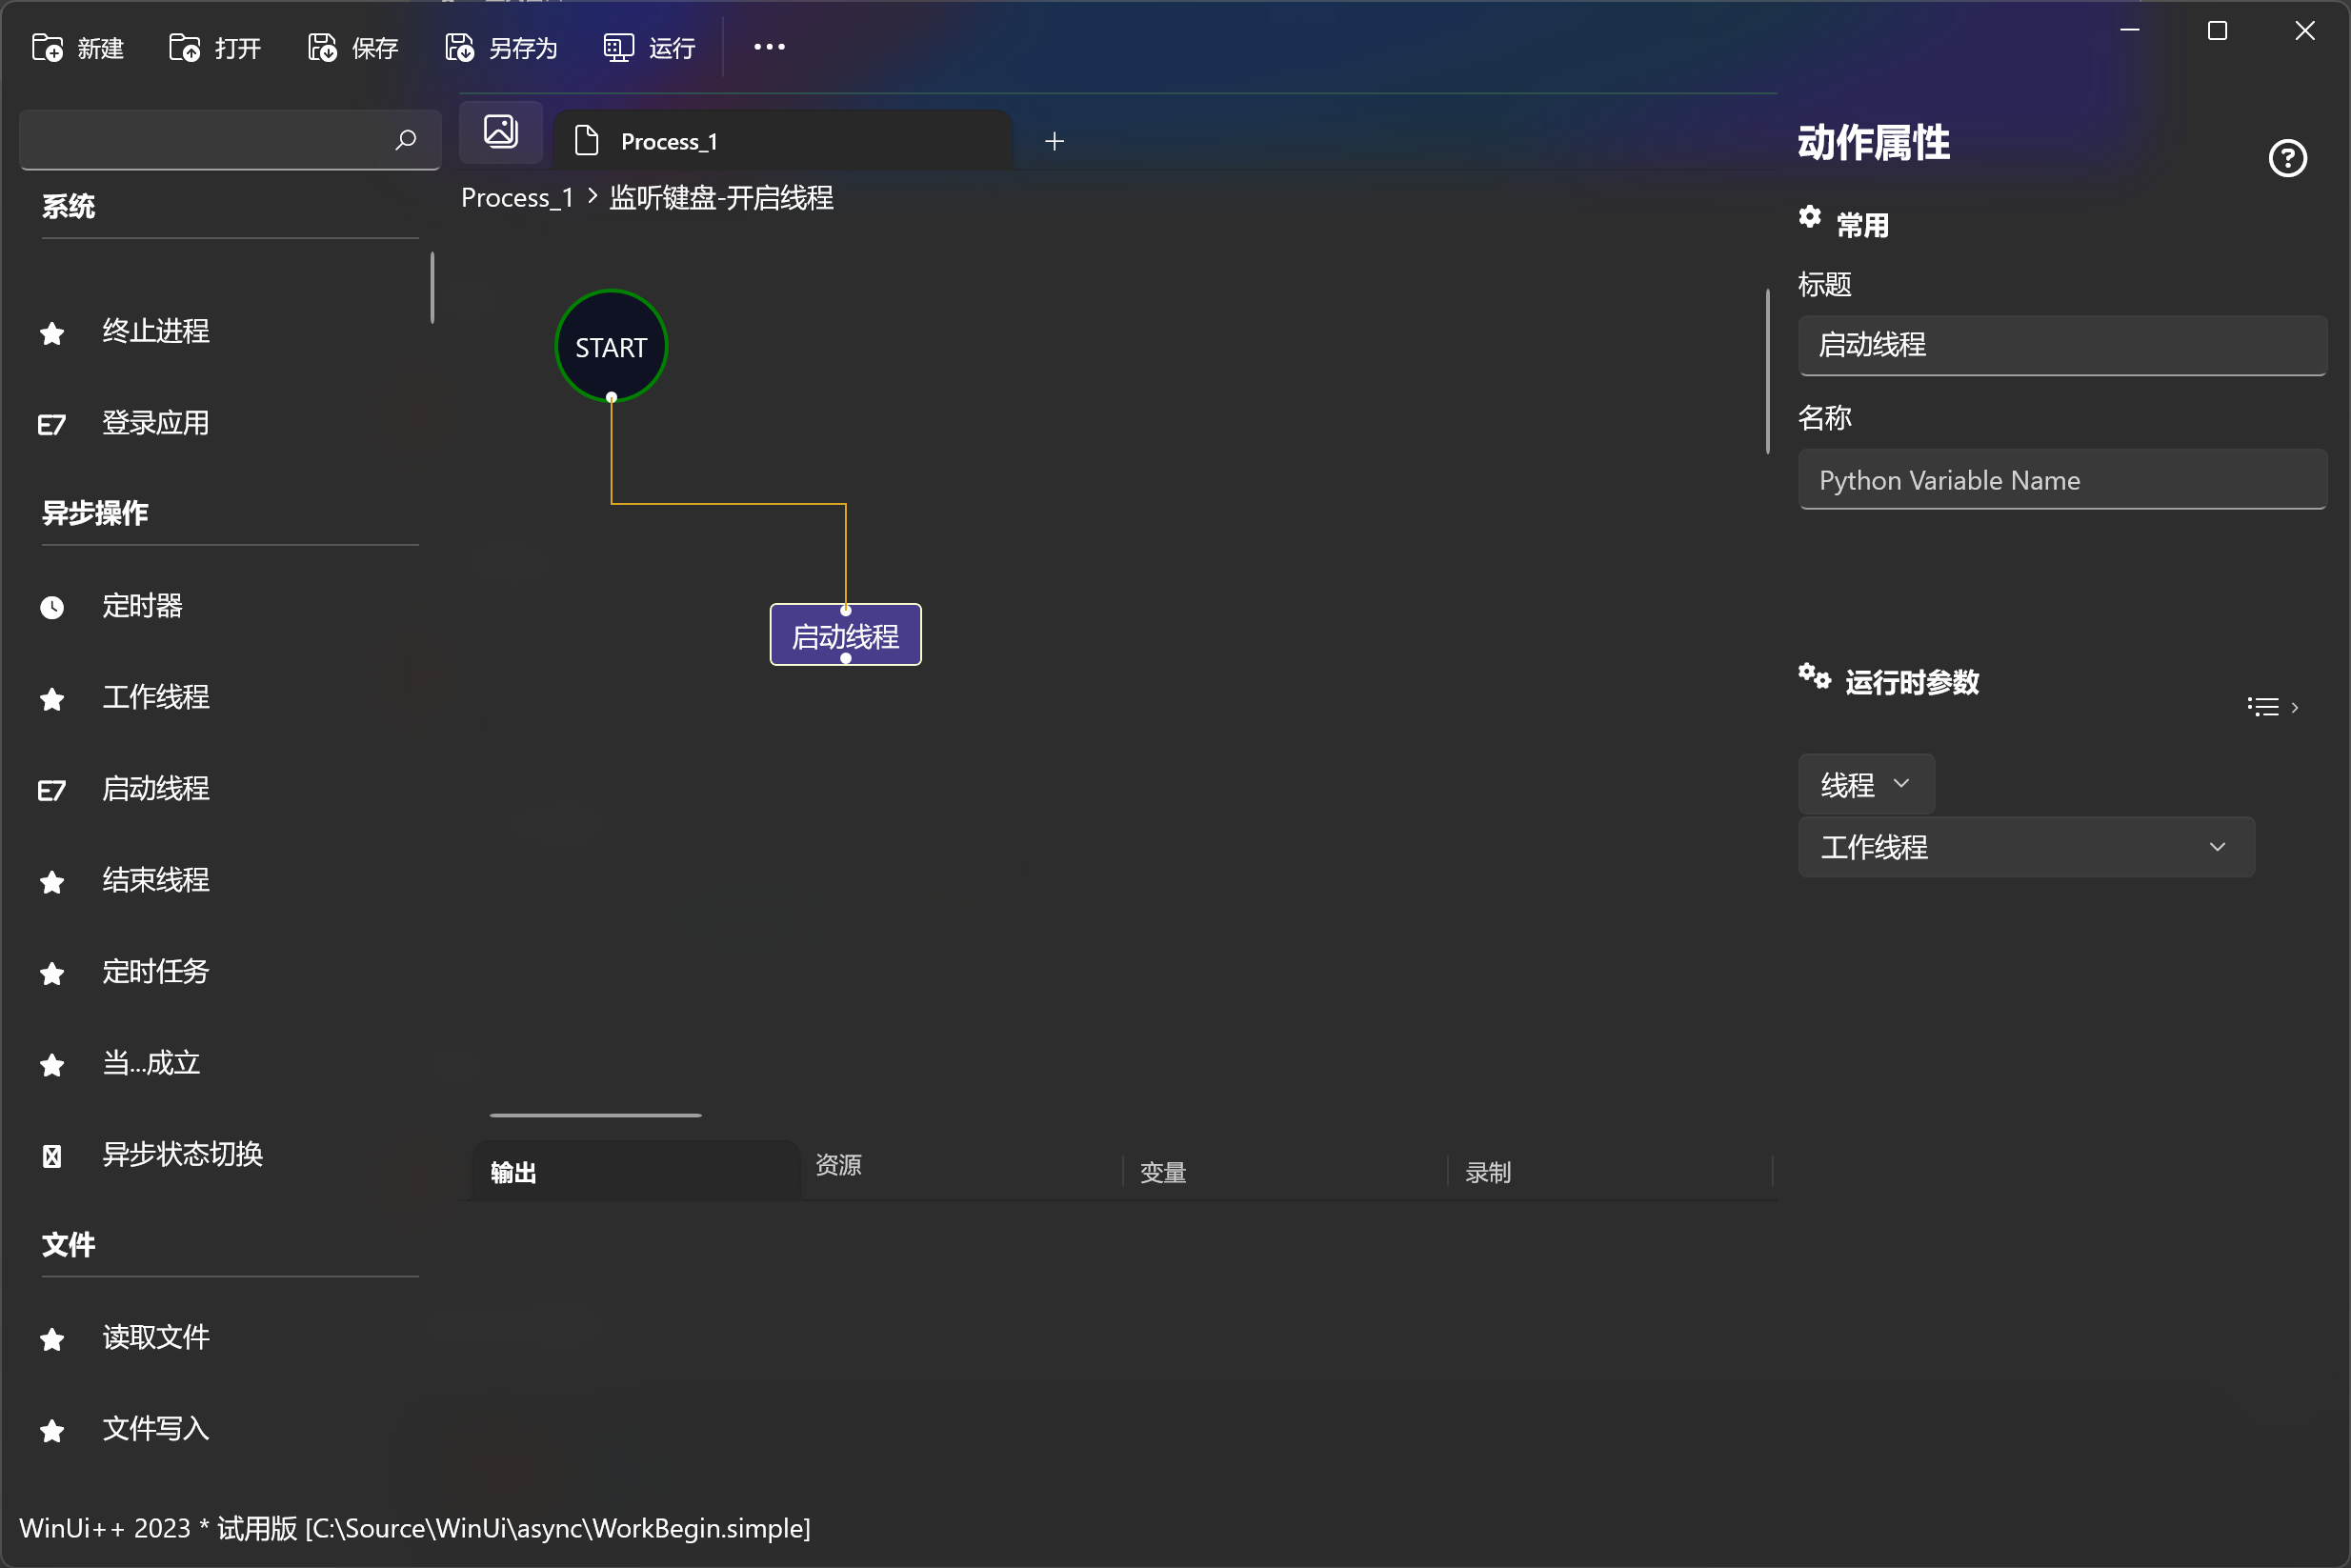 新建 打开 保存 另存为 运行
Process_1
Process_1 > 监听键盘-开启线程
系统
终止进程
登录应用
异步操作
定时器
工作线程
启动线程
结束线程
定时任务
当...成立
异步状态切换
文件
读取文件
文件写入
START
启动线程
输出 资源 变量 录制
动作属性
常用
标题
启动线程
名称
Python Variable Name
运行时参数
线程
工作线程
WinUi++ 2023 * 试用版 [C:\Source\WinUi\async\WorkBegin.simple]